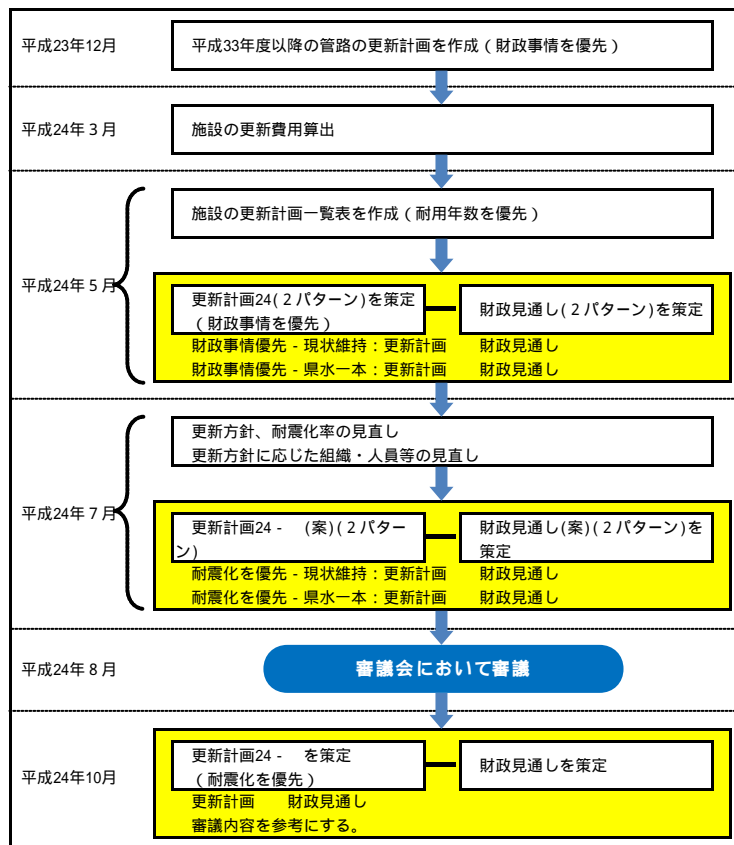 平成23年12月
平成33年度以降の管路の更新計画を作成（財政事情を優先）
平成24年３月
施設の更新費用算出
平成24年５月
施設の更新計画一覧表を作成（耐用年数を優先）
更新計画24(２パターン)を策定
（財政事情を優先）
財政見通し(２パターン)を策定
財政事情優先 - 現状維持：更新計画　　財政見通し
財政事情優先 - 県水一本：更新計画　　財政見通し
平成24年７月
更新方針、耐震化率の見直し
更新方針に応じた組織・人員等の見直し
更新計画24 -　(案)(２パター
ン)
財政見通し(案)(２パターン)を
策定
耐震化を優先 - 現状維持：更新計画　　財政見通し
耐震化を優先 - 県水一本：更新計画　　財政見通し
平成24年８月
審議会において審議
平成24年10月
更新計画24 -　を策定
（耐震化を優先）
財政見通しを策定
更新計画　　財政見通し
審議内容を参考にする。